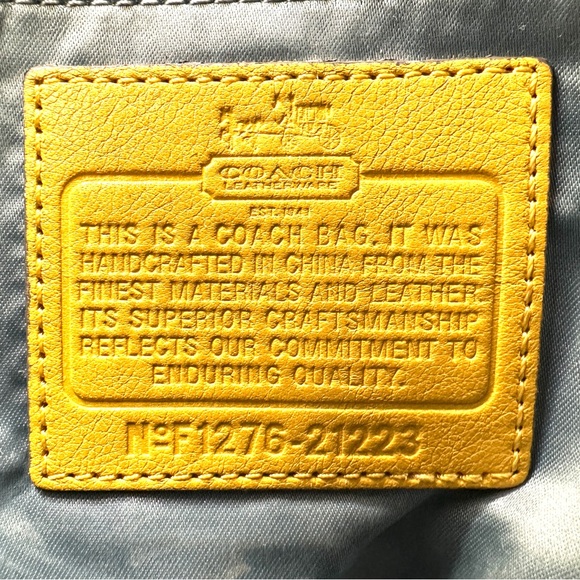 COACH
LEATHERWARE
EST. 1941
THIS IS A COACH BAG. IT WAS
HANDCRAFTED IN CHINA FROM THE
FINEST MATERIALS AND LEATHER.
ITS SUPERIOR CRAFTSMANSHIP
REFLECTS OUR COMMITMENT TO
ENDURING QUALITY.
NºF1276-21223